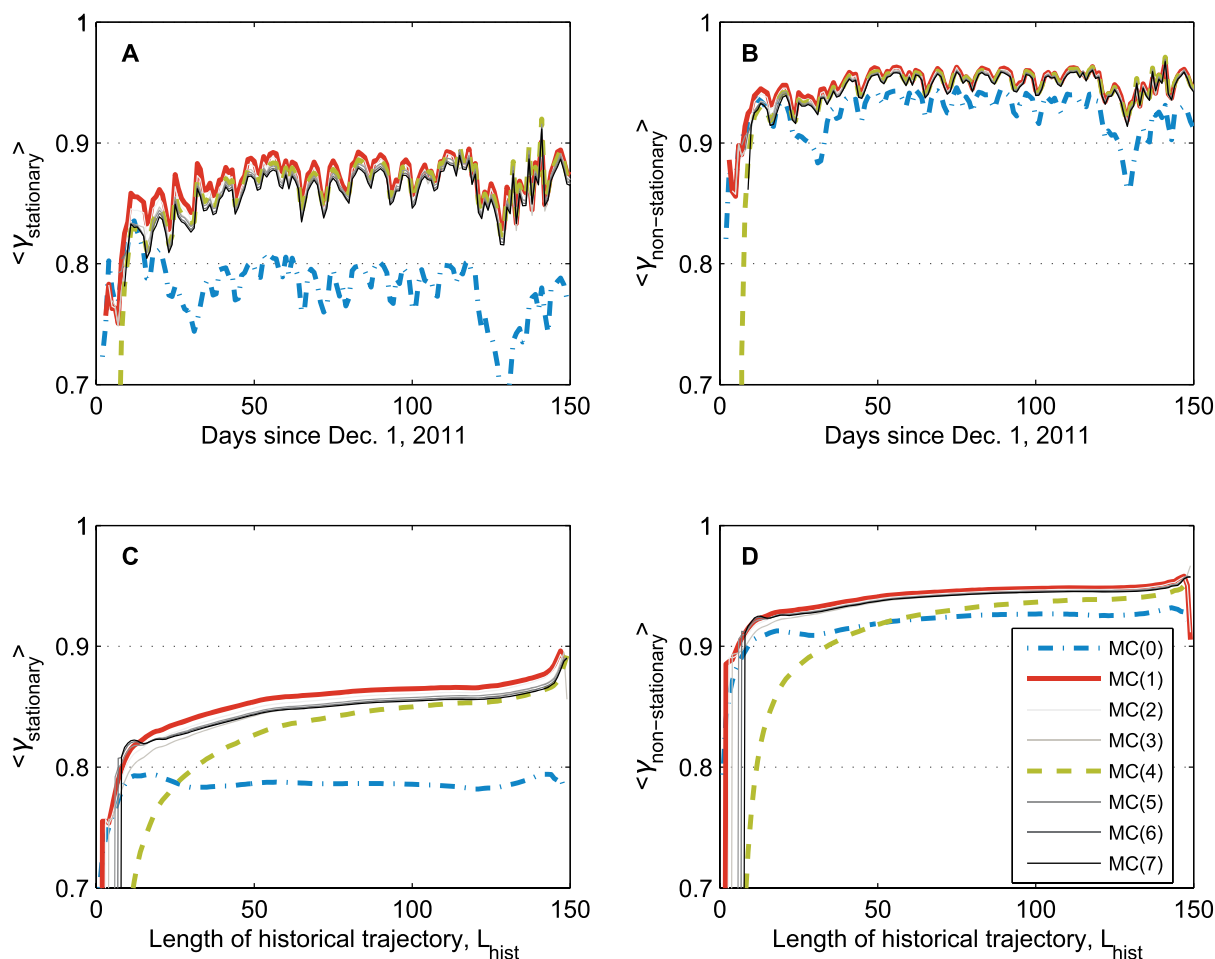 A
1
0.9
0.8
0.7
0 50 100 150
<γstationary>
Days since Dec. 1, 2011
B
1
0.9
0.8
0.7
0 50 100 150
<γnon−stationary>
Days since Dec. 1, 2011
C
1
0.9
0.8
0.7
0 50 100 150
<γstationary>
Length of historical trajectory, Lhist
D
1
0.9
0.8
0.7
0 50 100 150
<γnon−stationary>
Length of historical trajectory, Lhist
MC(0)
MC(1)
MC(2)
MC(3)
MC(4)
MC(5)
MC(6)
MC(7)